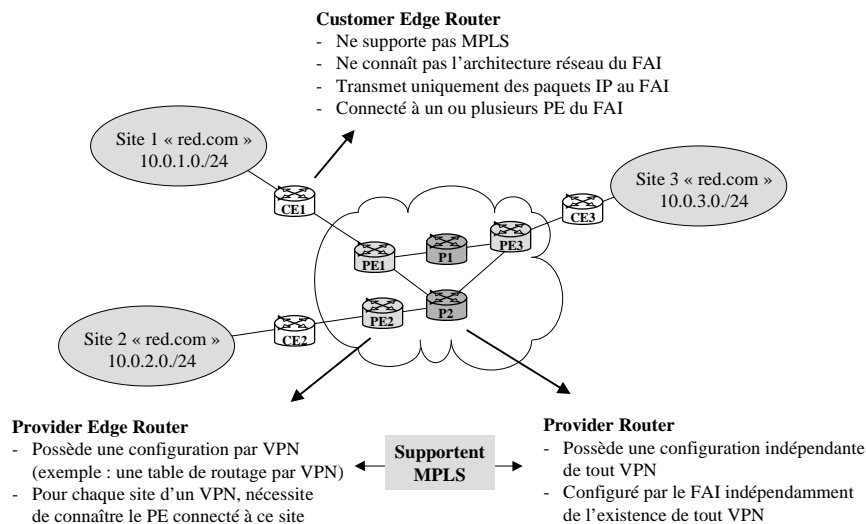 Customer Edge Router
- Ne supporte pas MPLS
- Ne connaît pas l'architecture réseau du FAI
- Transmet uniquement des paquets IP au FAI
- Connecté à un ou plusieurs PE du FAI
Site 1 « red.com »
10.0.1.0./24
Site 3 « red.com »
10.0.3.0./24
CE1
CE3
PE1
P1
PE3
Site 2 « red.com »
10.0.2.0./24
CE2
PE2
P2
Provider Edge Router
- Possède une configuration par VPN
(exemple : une table de routage par VPN)
- Pour chaque site d'un VPN, nécessite
de connaître le PE connecté à ce site
Supportent
MPLS
Provider Router
- Possède une configuration indépendante
de tout VPN
- Configuré par le FAI indépendamment
de l'existence de tout VPN